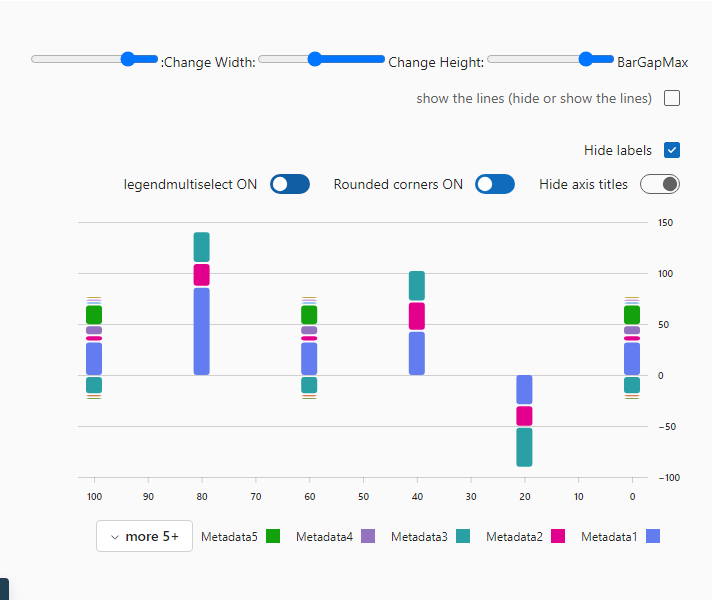 :Change Width: Change Height: BarGapMax
show the lines (hide or show the lines)
Hide labels
legendmultiselect ON Rounded corners ON Hide axis titles
150
100
50
0
−50
−100
100 90 80 70 60 50 40 30 20 10 0
more 5+ Metadata5 Metadata4 Metadata3 Metadata2 Metadata1